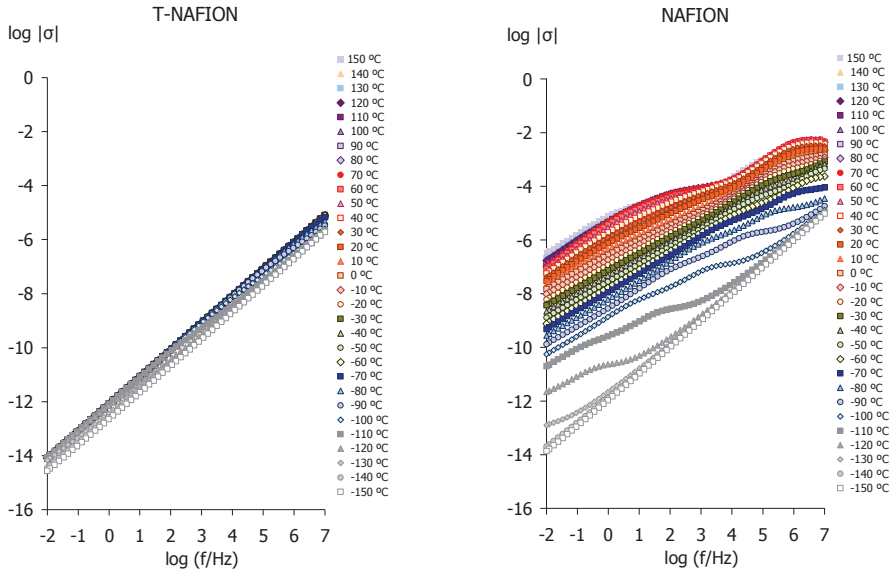 T-NAFION
log |σ|
0
-2
-4
-6
-8
-10
-12
-14
-16
-2 -1 0 1 2 3 4 5 6 7
log (f/Hz)
150 ºC
140 ºC
130 ºC
120 ºC
110 ºC
100 ºC
90 ºC
80 ºC
70 ºC
60 ºC
50 ºC
40 ºC
30 ºC
20 ºC
10 ºC
0 ºC
-10 ºC
-20 ºC
-30 ºC
-40 ºC
-50 ºC
-60 ºC
-70 ºC
-80 ºC
-90 ºC
-100 ºC
-110 ºC
-120 ºC
-130 ºC
-140 ºC
-150 ºC
NAFION
log |σ|
0
-2
-4
-6
-8
-10
-12
-14
-16
-2 -1 0 1 2 3 4 5 6 7
log (f/Hz)
150 ºC
140 ºC
130 ºC
120 ºC
110 ºC
100 ºC
90 ºC
80 ºC
70 ºC
60 ºC
50 ºC
40 ºC
30 ºC
20 ºC
10 ºC
0 ºC
-10 ºC
-20 ºC
-30 ºC
-40 ºC
-50 ºC
-60 ºC
-70 ºC
-80 ºC
-90 ºC
-100 ºC
-110 ºC
-120 ºC
-130 ºC
-140 ºC
-150 ºC